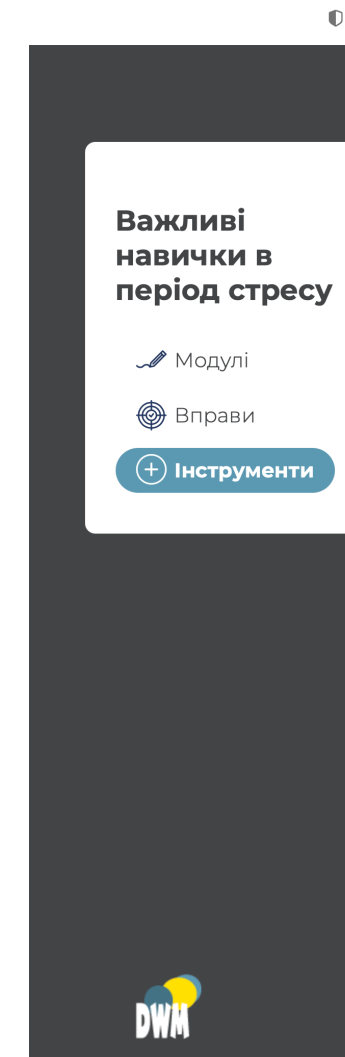 Важливі
навички в
період стресу
Модулі
Вправи
Інструменти
DWM